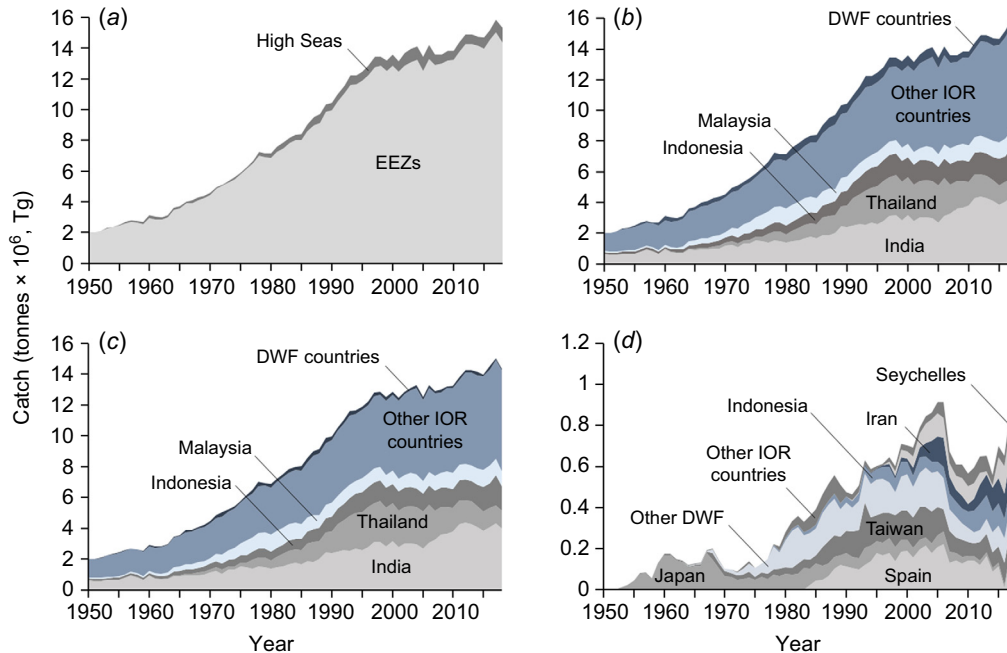 (a)
16
14
12
10
8
6
4
2
0
High Seas
EEZs
1950 1960 1970 1980 1990 2000 2010
(b)
16
14
12
10
8
6
4
2
0
DWF countries
Other IOR
countries
Malaysia
Indonesia
Thailand
India
1950 1960 1970 1980 1990 2000 2010
Catch (tonnes × 10⁶, Tg)
(c)
16
14
12
10
8
6
4
2
0
DWF countries
Other IOR
countries
Malaysia
Indonesia
Thailand
India
1950 1960 1970 1980 1990 2000 2010
Year
(d)
1.2
1
0.8
0.6
0.4
0.2
0
Seychelles
Iran
Indonesia
Other IOR
countries
Other DWF
Taiwan
Japan
Spain
1950 1960 1970 1980 1990 2000 2010
Year